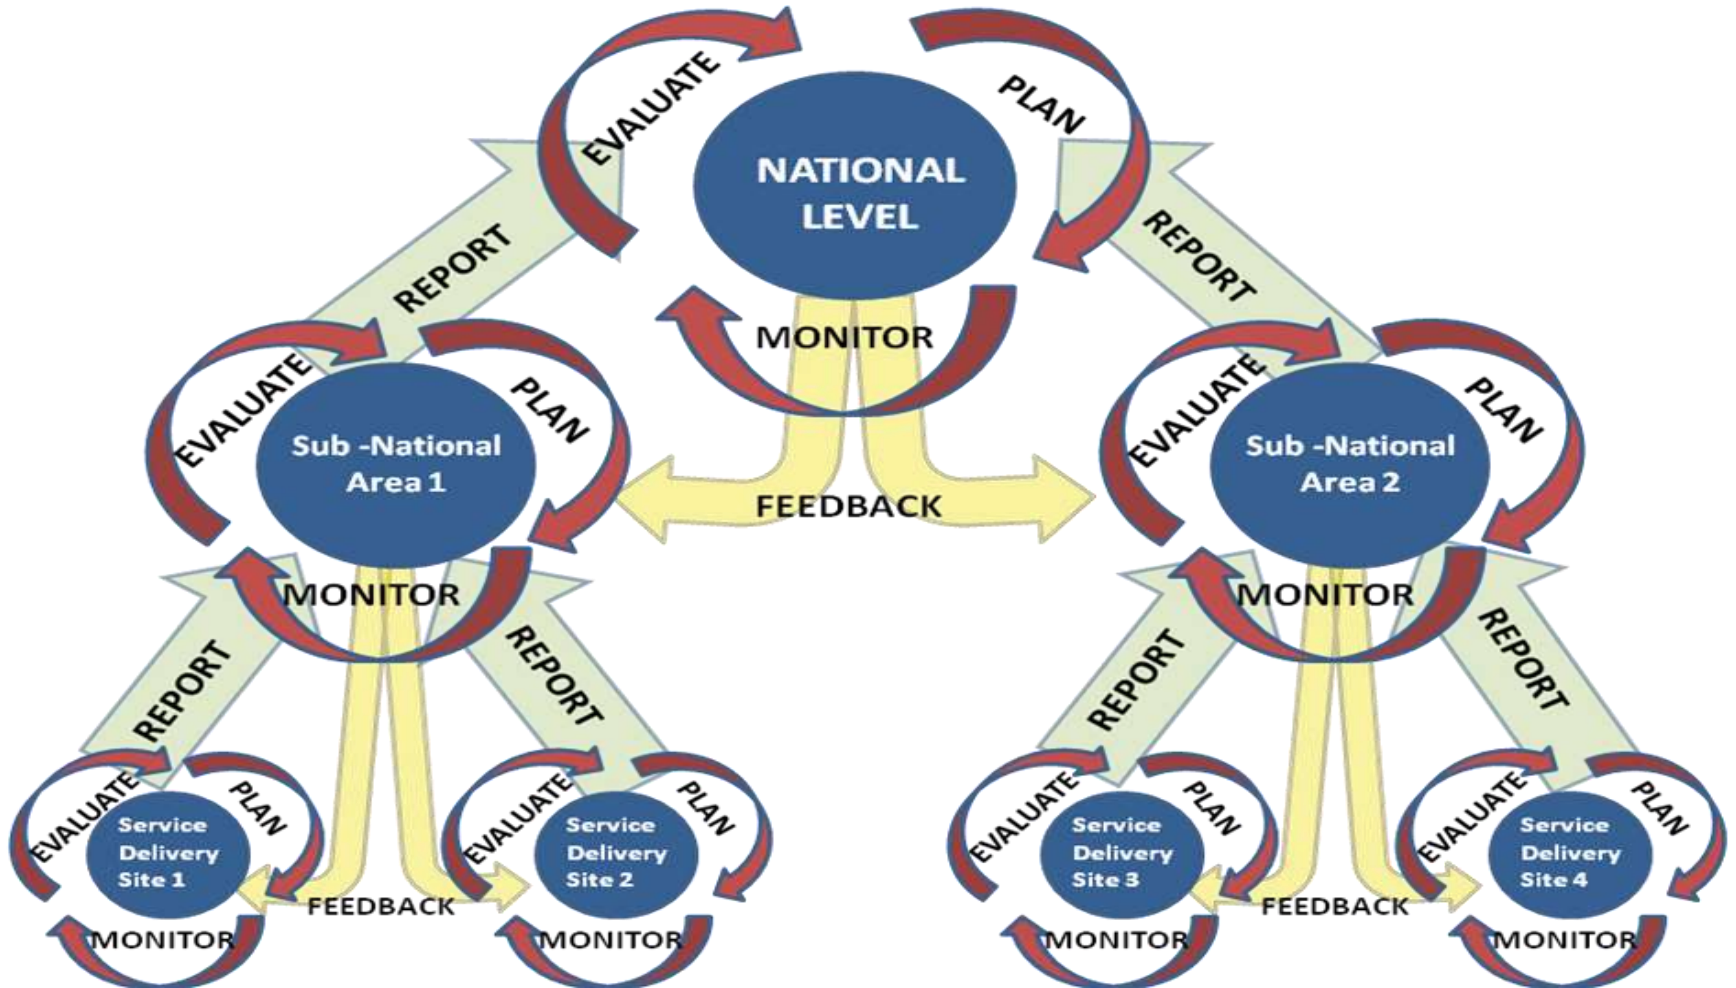 EVALUATE
PLAN
NATIONAL
LEVEL
REPORT
REPORT
MONITOR
EVALUATE
PLAN
Sub -National
Area 1
EVALUATE
PLAN
Sub -National
Area 2
FEEDBACK
MONITOR
MONITOR
REPORT
REPORT
REPORT
REPORT
EVALUATE
PLAN
Service
Delivery
Site 1
EVALUATE
PLAN
Service
Delivery
Site 2
EVALUATE
PLAN
Service
Delivery
Site 3
EVALUATE
PLAN
Service
Delivery
Site 4
FEEDBACK
FEEDBACK
MONITOR
MONITOR
MONITOR
MONITOR